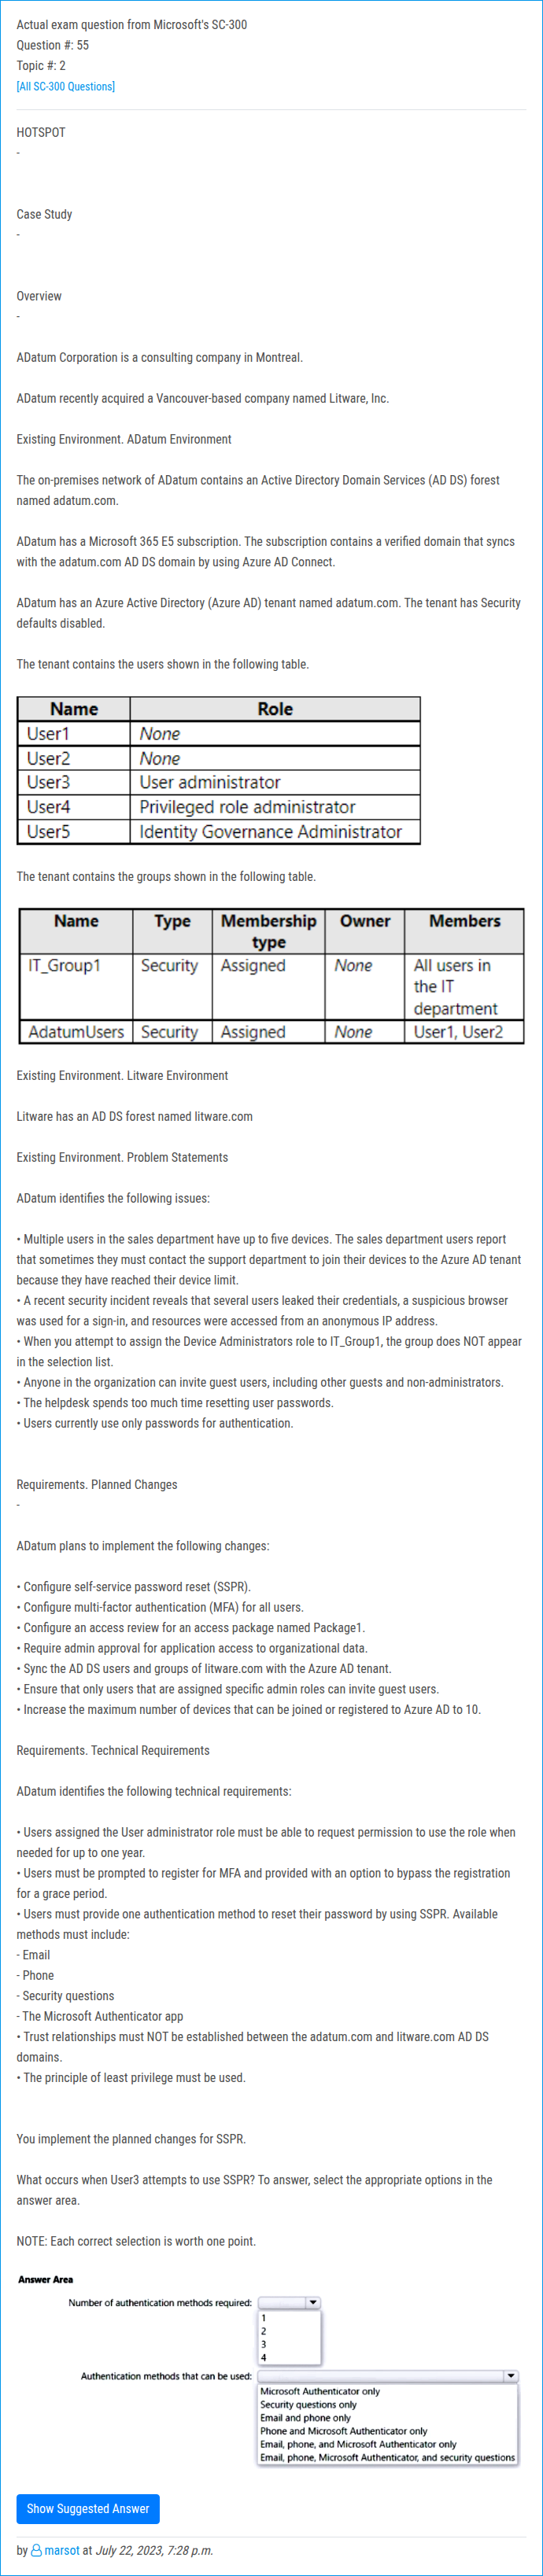 Actual exam question from Microsoft's SC-300
Question #: 55
Topic #: 2
[All SC-300 Questions]
HOTSPOT
-
Case Study
-
Overview
-
ADatum Corporation is a consulting company in Montreal.
ADatum recently acquired a Vancouver-based company named Litware, Inc.
Existing Environment. ADatum Environment
The on-premises network of ADatum contains an Active Directory Domain Services (AD DS) forest
named adatum.com.
ADatum has a Microsoft 365 E5 subscription. The subscription contains a verified domain that syncs
with the adatum.com AD DS domain by using Azure AD Connect.
ADatum has an Azure Active Directory (Azure AD) tenant named adatum.com. The tenant has Security
defaults disabled.
The tenant contains the users shown in the following table.
Name Role
User1 None
User2 None
User3 User administrator
User4 Privileged role administrator
User5 Identity Governance Administrator
The tenant contains the groups shown in the following table.
Name Type Membership Owner Members
type
IT_Group1 Security Assigned None All users in
the IT
department
AdatumUsers Security Assigned None User1, User2
Existing Environment. Litware Environment
Litware has an AD DS forest named litware.com
Existing Environment. Problem Statements
ADatum identifies the following issues:
• Multiple users in the sales department have up to five devices. The sales department users report
that sometimes they must contact the support department to join their devices to the Azure AD tenant
because they have reached their device limit.
• A recent security incident reveals that several users leaked their credentials, a suspicious browser
was used for a sign-in, and resources were accessed from an anonymous IP address.
• When you attempt to assign the Device Administrators role to IT_Group1, the group does NOT appear
in the selection list.
• Anyone in the organization can invite guest users, including other guests and non-administrators.
• The helpdesk spends too much time resetting user passwords.
• Users currently use only passwords for authentication.
Requirements. Planned Changes
-
ADatum plans to implement the following changes:
• Configure self-service password reset (SSPR).
• Configure multi-factor authentication (MFA) for all users.
• Configure an access review for an access package named Package1.
• Require admin approval for application access to organizational data.
• Sync the AD DS users and groups of litware.com with the Azure AD tenant.
• Ensure that only users that are assigned specific admin roles can invite guest users.
• Increase the maximum number of devices that can be joined or registered to Azure AD to 10.
Requirements. Technical Requirements
ADatum identifies the following technical requirements:
• Users assigned the User administrator role must be able to request permission to use the role when
needed for up to one year.
• Users must be prompted to register for MFA and provided with an option to bypass the registration
for a grace period.
• Users must provide one authentication method to reset their password by using SSPR. Available
methods must include:
- Email
- Phone
- Security questions
- The Microsoft Authenticator app
• Trust relationships must NOT be established between the adatum.com and litware.com AD DS
domains.
• The principle of least privilege must be used.
You implement the planned changes for SSPR.
What occurs when User3 attempts to use SSPR? To answer, select the appropriate options in the
answer area.
NOTE: Each correct selection is worth one point.
Answer Area
Number of authentication methods required:
1
2
3
4
Authentication methods that can be used:
Microsoft Authenticator only
Security questions only
Email and phone only
Phone and Microsoft Authenticator only
Email, phone, and Microsoft Authenticator only
Email, phone, Microsoft Authenticator, and security questions
Show Suggested Answer
by marsot at July 22, 2023, 7:28 p.m.